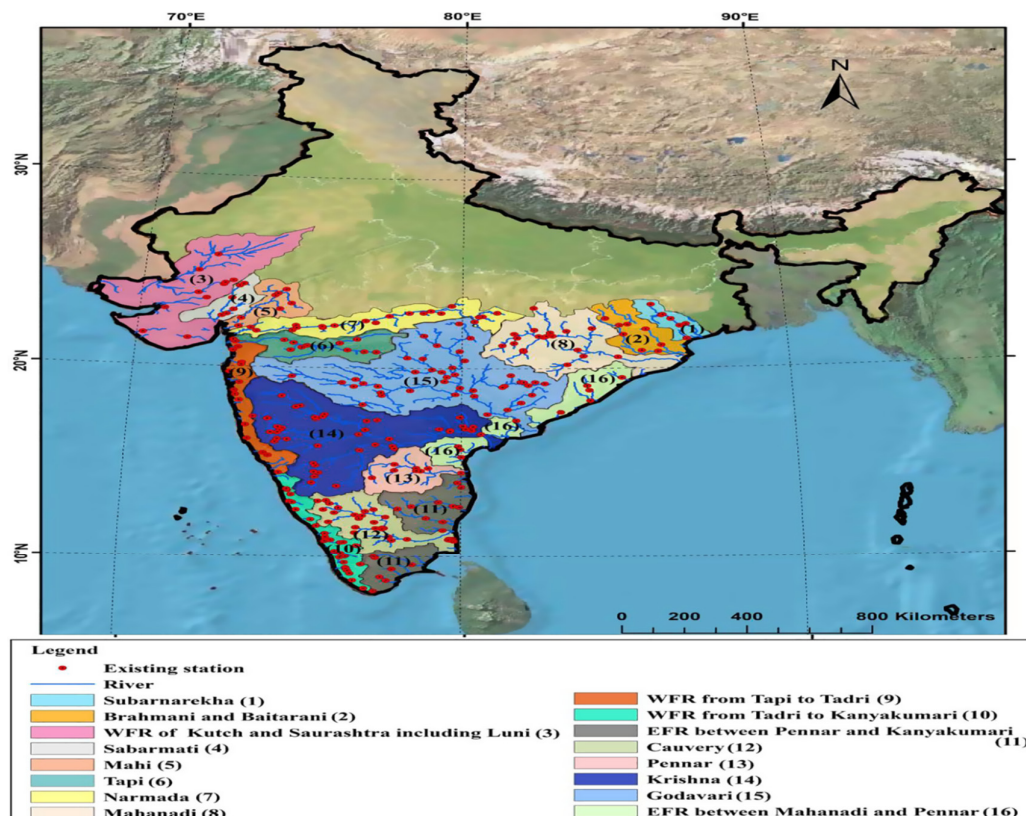 70°E 80°E 90°E
N
30°N
(3)
(4)
(5)
(7)
(1)
(2)
(8)
(6)
20°N
9)
(15)
(16)
(14)
(16)
(16)
(13)
(11)
(12)
10)
(11)
10°N
0 200 400 800 Kilometers
Legend
Existing station
River
Subarnarekha (1)
Brahmani and Baitarani (2)
WFR of Kutch and Saurashtra including Luni (3)
Sabarmati (4)
Mahi (5)
Tapi (6)
Narmada (7)
Mahanadi (8)
WFR from Tapi to Tadri (9)
WFR from Tadri to Kanyakumari (10)
EFR between Pennar and Kanyakumari
(11)
Cauvery (12)
Pennar (13)
Krishna (14)
Godavari (15)
EFR between Mahanadi and Pennar (16)